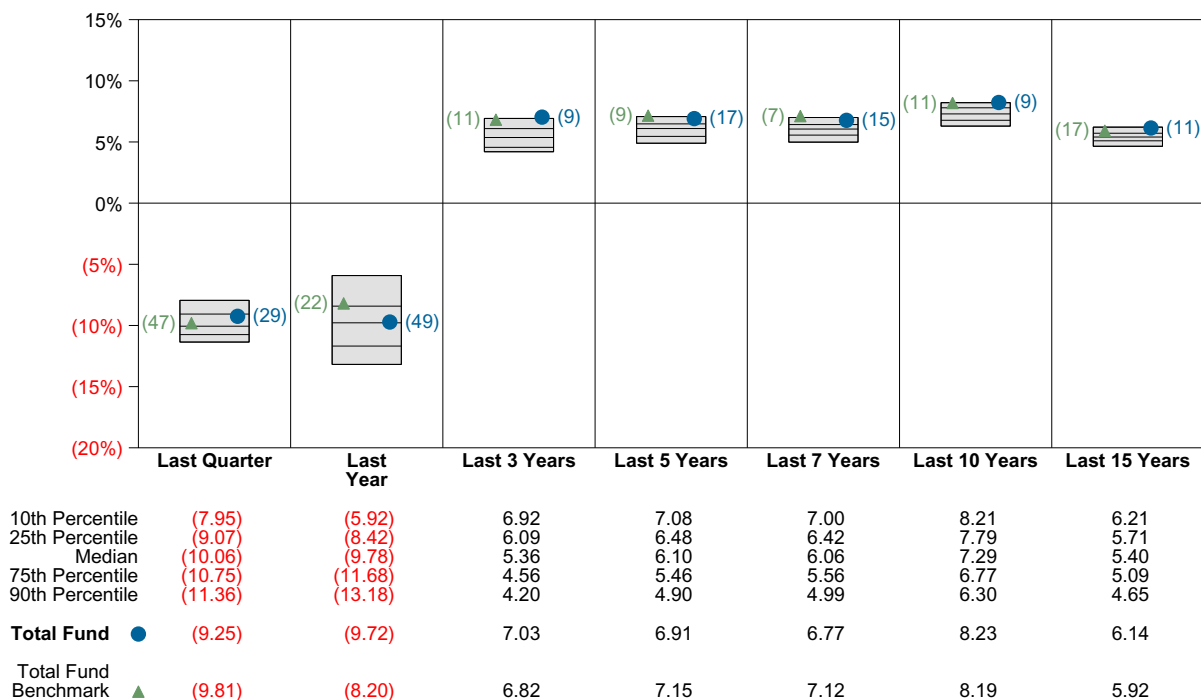 15%
10%
5%
0%
(5%)
(10%)
(15%)
(20%)
(47) (29)
(22) (49)
(11) (9)
(9) (17)
(7) (15)
(11) (9)
(17) (11)
Last Quarter Last Year Last 3 Years Last 5 Years Last 7 Years Last 10 Years Last 15 Years
10th Percentile (7.95) (5.92) 6.92 7.08 7.00 8.21 6.21
25th Percentile (9.07) (8.42) 6.09 6.48 6.42 7.79 5.71
Median (10.06) (9.78) 5.36 6.10 6.06 7.29 5.40
75th Percentile (10.75) (11.68) 4.56 5.46 5.56 6.77 5.09
90th Percentile (11.36) (13.18) 4.20 4.90 4.99 6.30 4.65
Total Fund (9.25) (9.72) 7.03 6.91 6.77 8.23 6.14
Total Fund
Benchmark (9.81) (8.20) 6.82 7.15 7.12 8.19 5.92